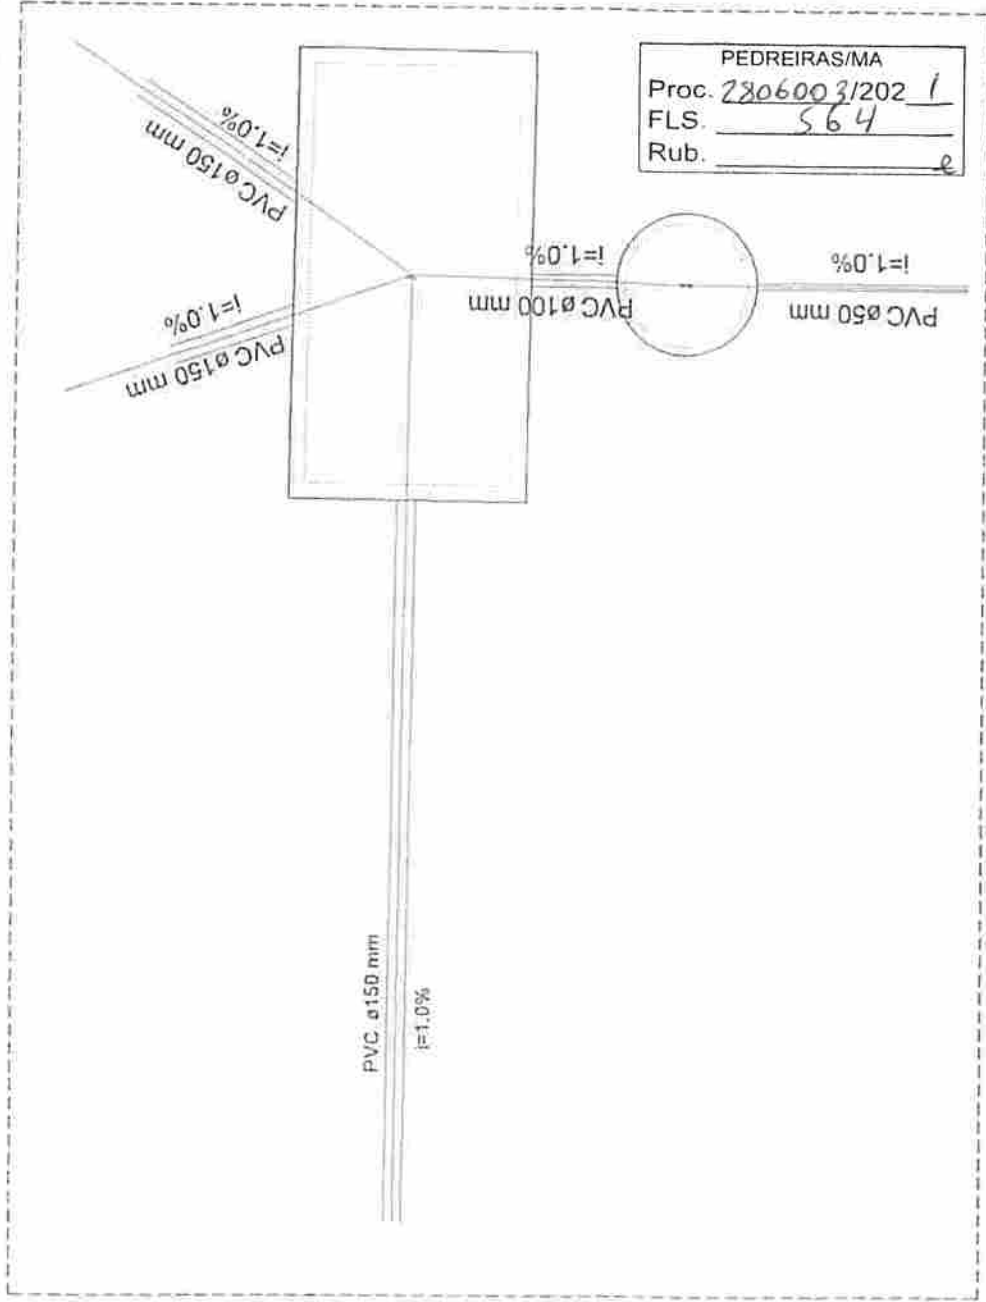 PEDREIRAS/MA
Proc. 2806003/2021
FLS. 564
Rub. e
i=1.0%
PVC ø150 mm
i=1.0%
PVC ø150 mm
i=1.0%
PVC ø100 mm
i=1.0%
PVC ø50 mm
PVC ø150 mm
i=1.0%